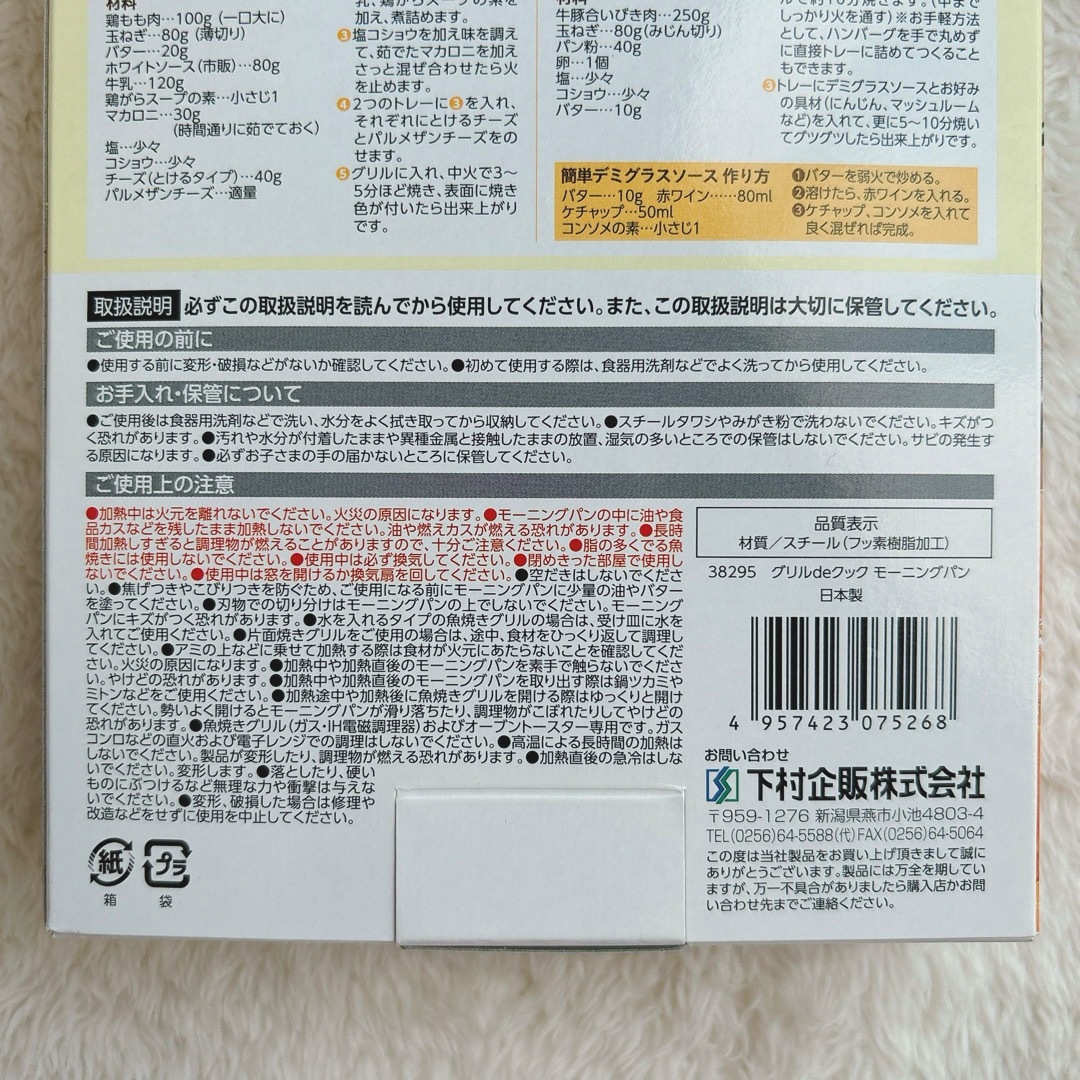 材料
鶏もも肉…100g (一口大に)
玉ねぎ…80g (薄切り)
バター…20g
ホワイトソース(市販)…80g
牛乳…120g
鶏がらスープの素…小さじ1
マカロニ…30g
(時間通りに茹でておく)
塩…少々
コショウ…少々
チーズ(とけるタイプ)…40g
パルメザンチーズ…適量
乳、鶏がらスープの素を
加え、煮詰めます。
❸塩コショウを加え味を調え
て、茹でたマカロニを加え
さっと混ぜ合わせたら火
を止めます。
❹2つのトレーに❸を入れ、
それぞれにとけるチーズ
とパルメザンチーズをの
せます。
❺グリルに入れ、中火で3〜
5分ほど焼き、表面に焼き
色が付いたら出来上がり
です。
材料
牛豚合いびき肉…250g
玉ねぎ…80g(みじん切り)
パン粉…40g
卵…1個
塩…少々
コショウ…少々
バター…10g
しっかり火を通す)※お手軽方法
として、ハンバーグを手で丸めず
に直接トレーに詰めてつくること
もできます。
❸トレーにデミグラスソースとお好み
の具材(にんじん、マッシュルーム
など)を入れて、更に5〜10分焼い
てグツグツしたら出来上がりです。
簡単デミグラスソース 作り方
バター…10g 赤ワイン……80ml
ケチャップ…50ml
コンソメの素…小さじ1
❶バターを弱火で炒める。
❷溶けたら、赤ワインを入れる。
❸ケチャップ、コンソメを入れて
良く混ぜれば完成。
取扱説明 必ずこの取扱説明を読んでから使用してください。また、この取扱説明は大切に保管してください。
ご使用の前に
●使用する前に変形・破損などがないか確認してください。●初めて使用する際は、食器用洗剤などでよく洗ってから使用してください。
お手入れ・保管について
●ご使用後は食器用洗剤などで洗い、水分をよく拭き取ってから収納してください。●スチールタワシやみがき粉で洗わないでください。キズがつ
く恐れがあります。●汚れや水分が付着したままや異種金属と接触したままの放置、湿気の多いところでの保管はしないでください。サビの発生す
る原因になります。●必ずお子さまの手の届かないところに保管してください。
ご使用上の注意
●加熱中は火元を離れないでください。火災の原因になります。●モーニングパンの中に油や食
品カスなどを残したまま加熱しないでください。油や燃えカスが燃える恐れがあります。●長時
間加熱しすぎると調理物が燃えることがありますので、十分ご注意ください。●脂の多くでる魚
焼きには使用しないでください。●使用中は必ず換気してください。●閉めきった部屋で使用し
ないでください。●使用中は窓を開けるか換気扇を回してください。●空だきはしないでくださ
い。●焦げつきやこびりつきを防ぐため、ご使用になる前にモーニングパンに少量の油やバター
を塗ってください。●刃物での切り分けはモーニングパンの上でしないでください。モーニング
パンにキズがつく恐れがあります。●水を入れるタイプの魚焼きグリルの場合は、受け皿に水を
入れてご使用ください。●片面焼きグリルをご使用の場合は、途中、食材をひっくり返して調理し
てください。●アミの上などに乗せて加熱する際は食材が火元にあたらないことを確認してくださ
い。火災の原因になります。●加熱中や加熱直後のモーニングパンを素手で触らないでくださ
い。やけどの恐れがあります。●加熱中や加熱直後のモーニングパンを取り出す際は鍋ツカミや
ミトンなどをご使用ください。●加熱途中や加熱後に魚焼きグリルを開ける際はゆっくりと開け
てください。勢いよく開けるとモーニングパンが滑り落ちたり、調理物がこぼれたりしてやけどの
恐れがあります。●魚焼きグリル(ガス・IH電磁調理器)およびオーブントースター専用です。ガス
コンロなどの直火および電子レンジでの調理はしないでください。●高温による長時間の加熱は
しないでください。製品が変形したり、調理物が燃える恐れがあります。●加熱直後の急冷はしな
いでください。変形します。●落としたり、硬い
ものにぶつけるなど無理な力や衝撃は与えな
いでください。●変形、破損した場合は修理や
改造などをせずに使用を中止してください。
紙
箱
プラ
袋
品質表示
材質／スチール(フッ素樹脂加工)
38295 グリルdeクック モーニングパン
日本製
4 957423 075268
お問い合わせ
下村企販株式会社
〒959-1276 新潟県燕市小池4803-4
TEL(0256)64-5588(代) FAX(0256)64-5064
この度は当社製品をお買い上げ頂きまして誠に
ありがとうございます。製品には万全を期してい
ますが、万一不具合がありましたら購入店かお問
い合わせ先までご連絡ください。